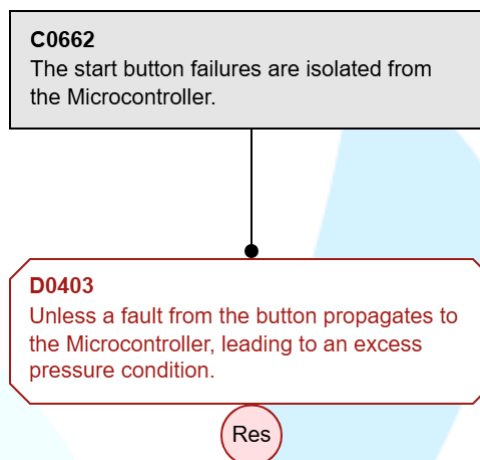 C0662
The start button failures are isolated from
the Microcontroller.
D0403
Unless a fault from the button propagates to
the Microcontroller, leading to an excess
pressure condition.
Res